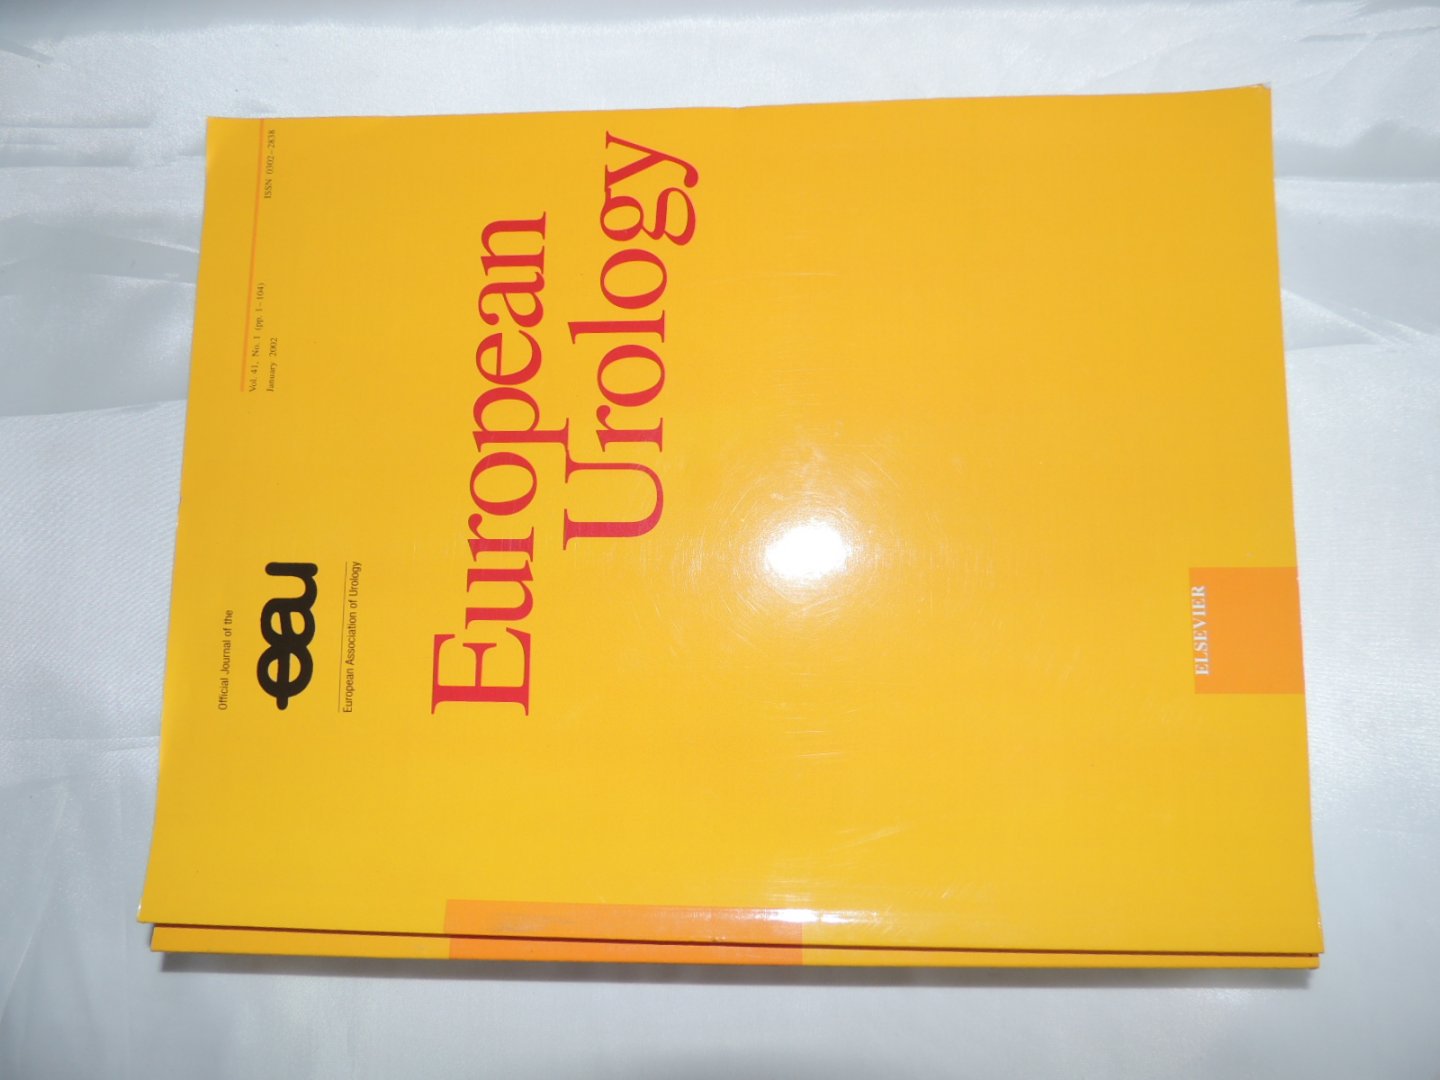 Official Journal of the
eau
European Association of Urology
Vol. 41, No. 1 (pp. 1–104)
January 2002
ISSN 0302–2838
European
Urology
ELSEVIER